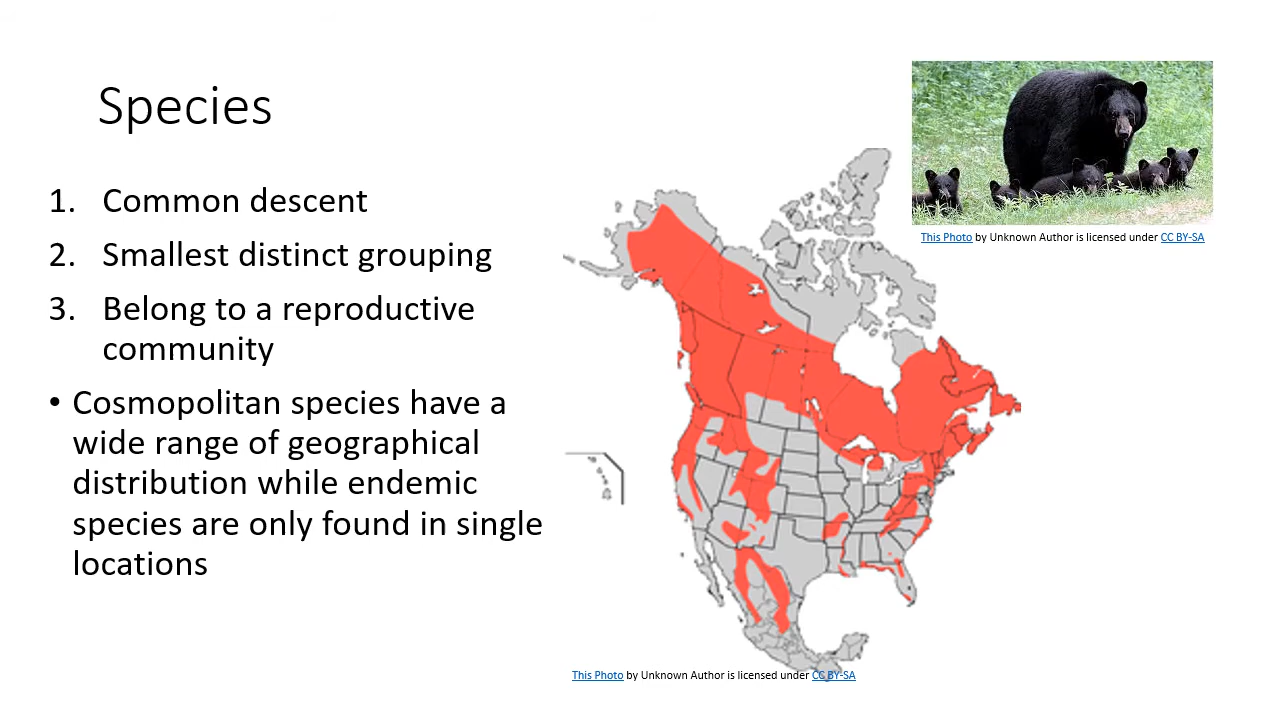 Species
1. Common descent
2. Smallest distinct grouping
3. Belong to a reproductive
community
• Cosmopolitan species have a
wide range of geographical
distribution while endemic
species are only found in single
locations
This Photo by Unknown Author is licensed under CC BY-SA
This Photo by Unknown Author is licensed under CC BY-SA